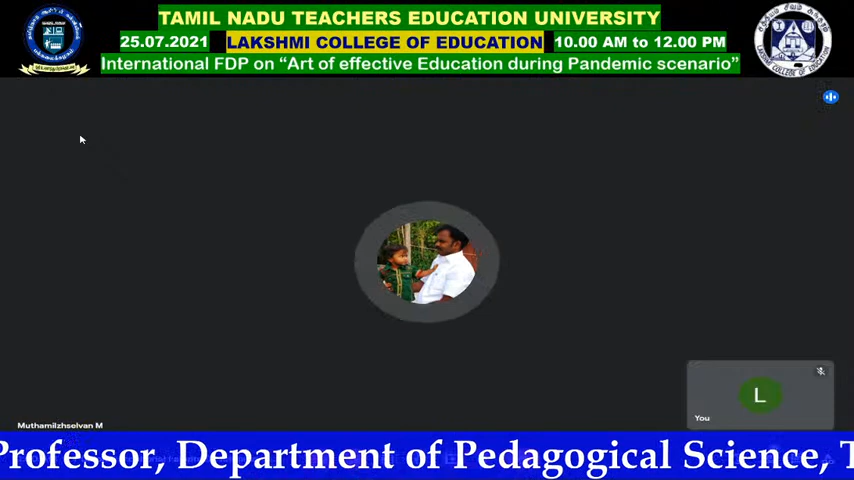 TAMIL NADU TEACHERS EDUCATION UNIVERSITY
25.07.2021 LAKSHMI COLLEGE OF EDUCATION 10.00 AM to 12.00 PM
International FDP on “Art of effective Education during Pandemic scenario”
L
You
Muthamilzhselvan M
Professor, Department of Pedagogical Science, T